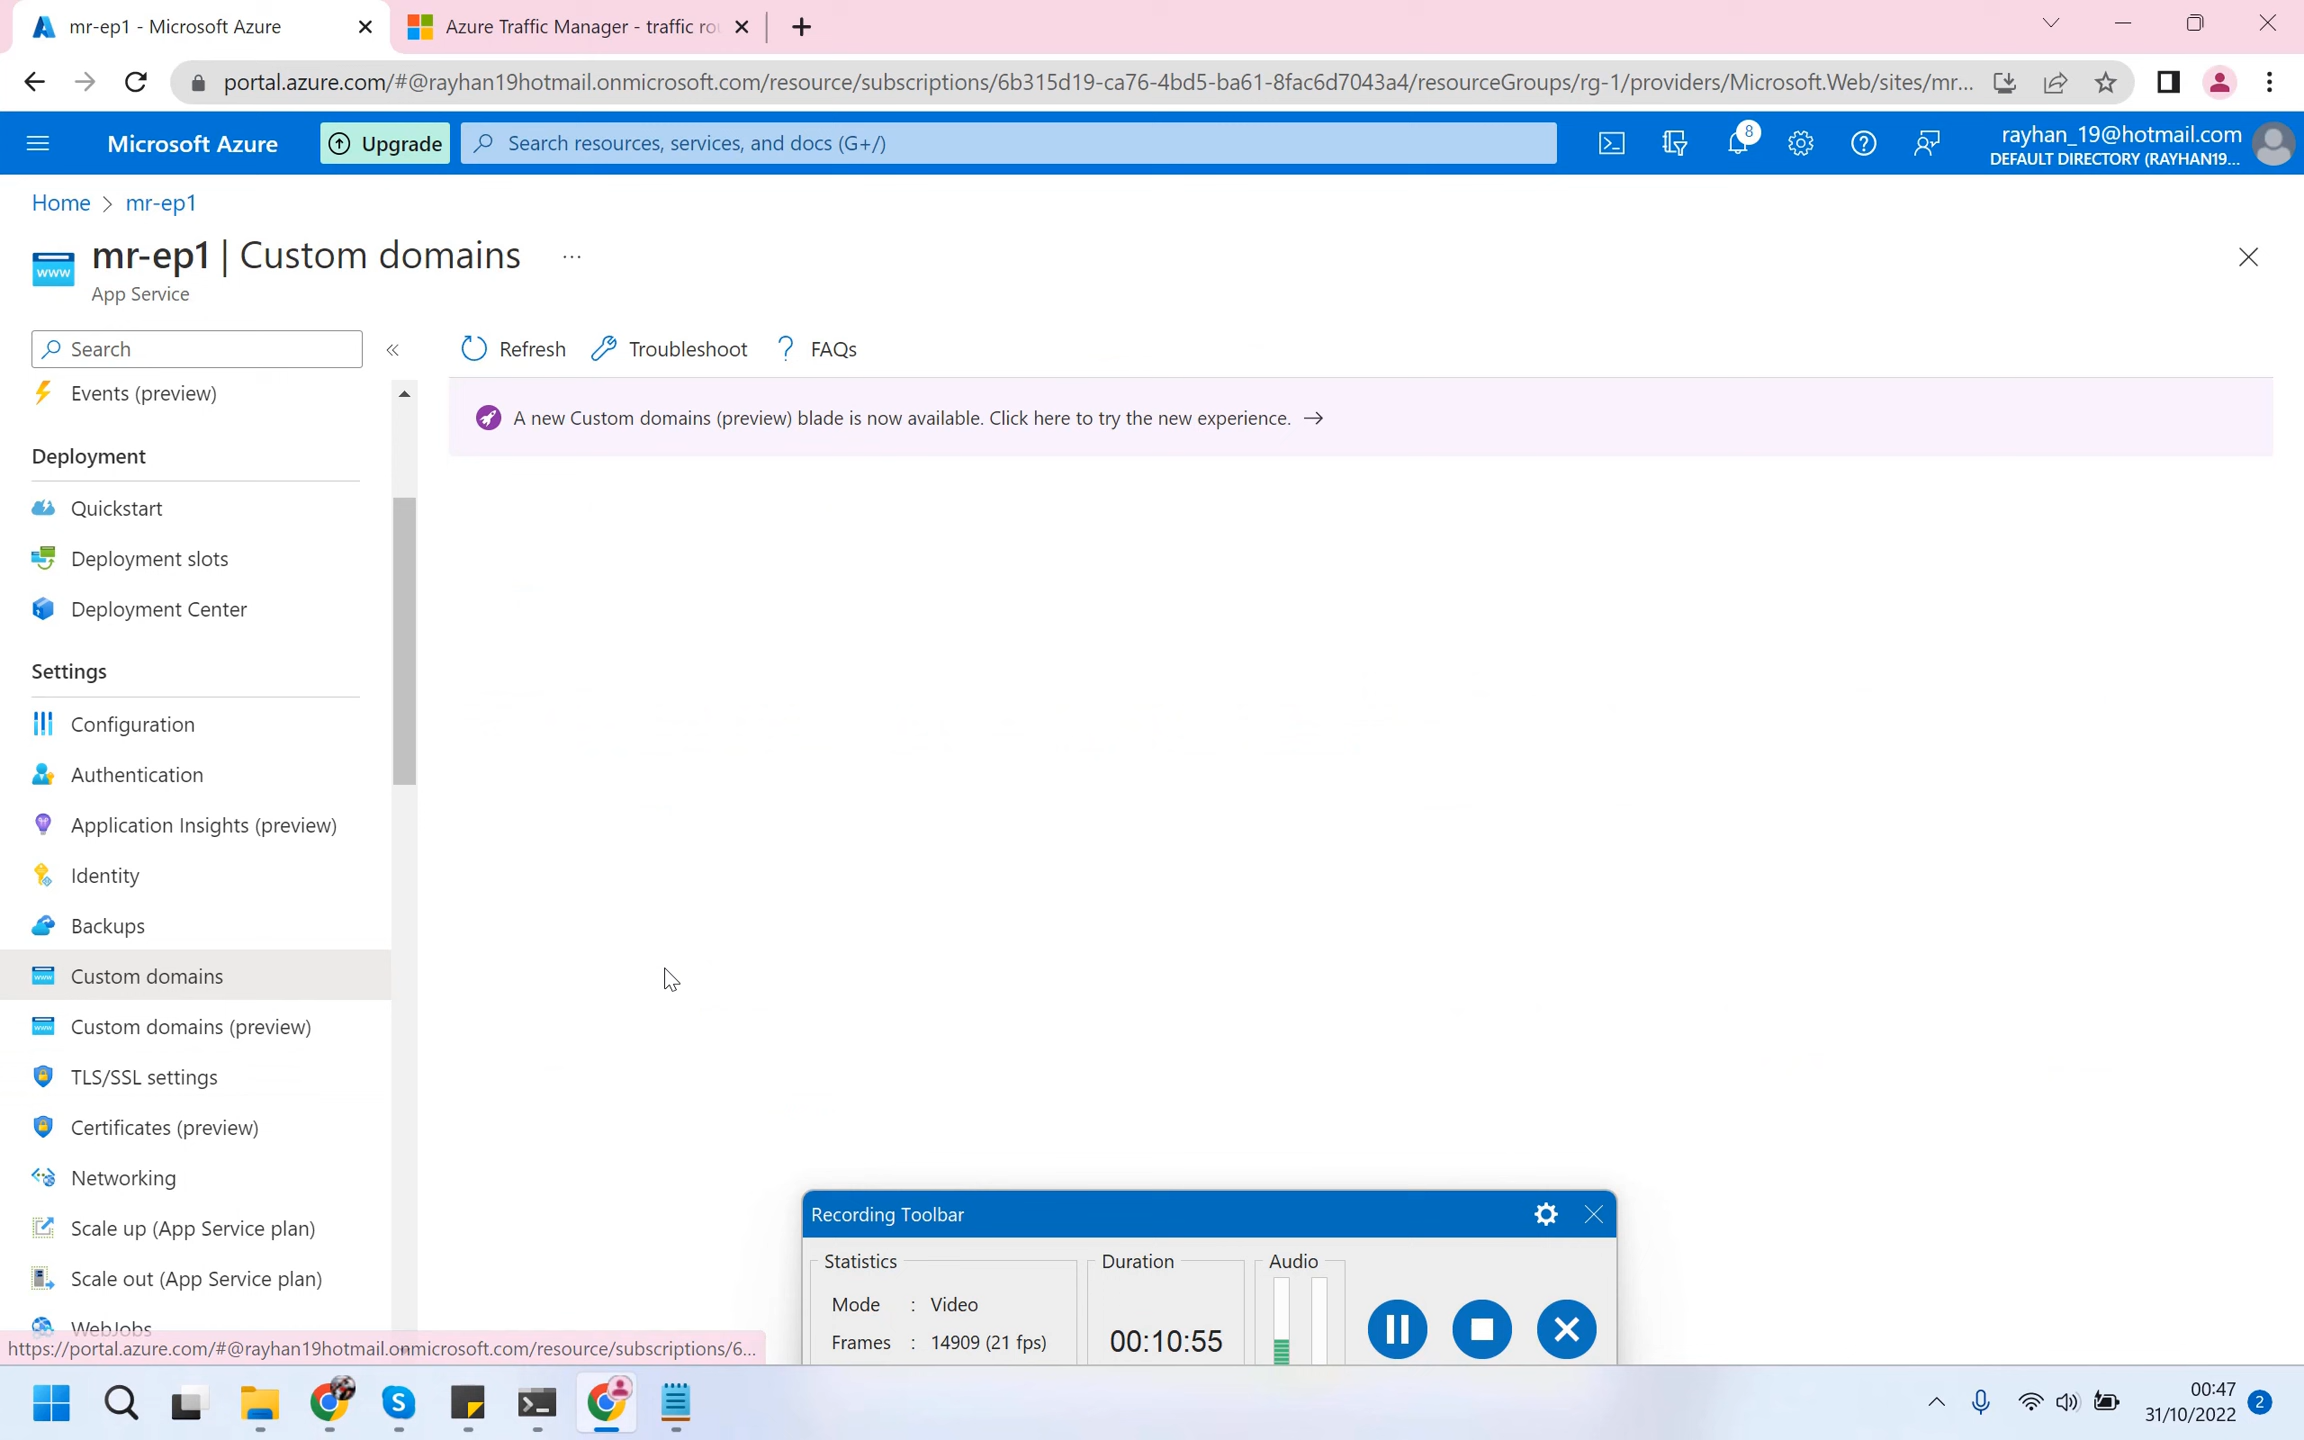 mr-ep1 - Microsoft Azure
Azure Traffic Manager - traffic ro
portal.azure.com/#@rayhan19hotmail.onmicrosoft.com/resource/subscriptions/6b315d19-ca76-4bd5-ba61-8fac6d7043a4/resourceGroups/rg-1/providers/Microsoft.Web/sites/mr...
Microsoft Azure
Upgrade
Search resources, services, and docs (G+/)
8
rayhan_19@hotmail.com
DEFAULT DIRECTORY (RAYHAN19...
Home > mr-ep1
mr-ep1 | Custom domains ...
App Service
Search
«
Refresh
Troubleshoot
? FAQs
Events (preview)
A new Custom domains (preview) blade is now available. Click here to try the new experience. →
Deployment
Quickstart
Deployment slots
Deployment Center
Settings
Configuration
Authentication
Application Insights (preview)
Identity
Backups
Custom domains
Custom domains (preview)
TLS/SSL settings
Certificates (preview)
Networking
Scale up (App Service plan)
Scale out (App Service plan)
WebJobs
https://portal.azure.com/#@rayhan19hotmail.onmicrosoft.com/resource/subscriptions/6...
Recording Toolbar
Statistics
Mode : Video
Frames : 14909 (21 fps)
Duration
00:10:55
Audio
00:47
31/10/2022
2